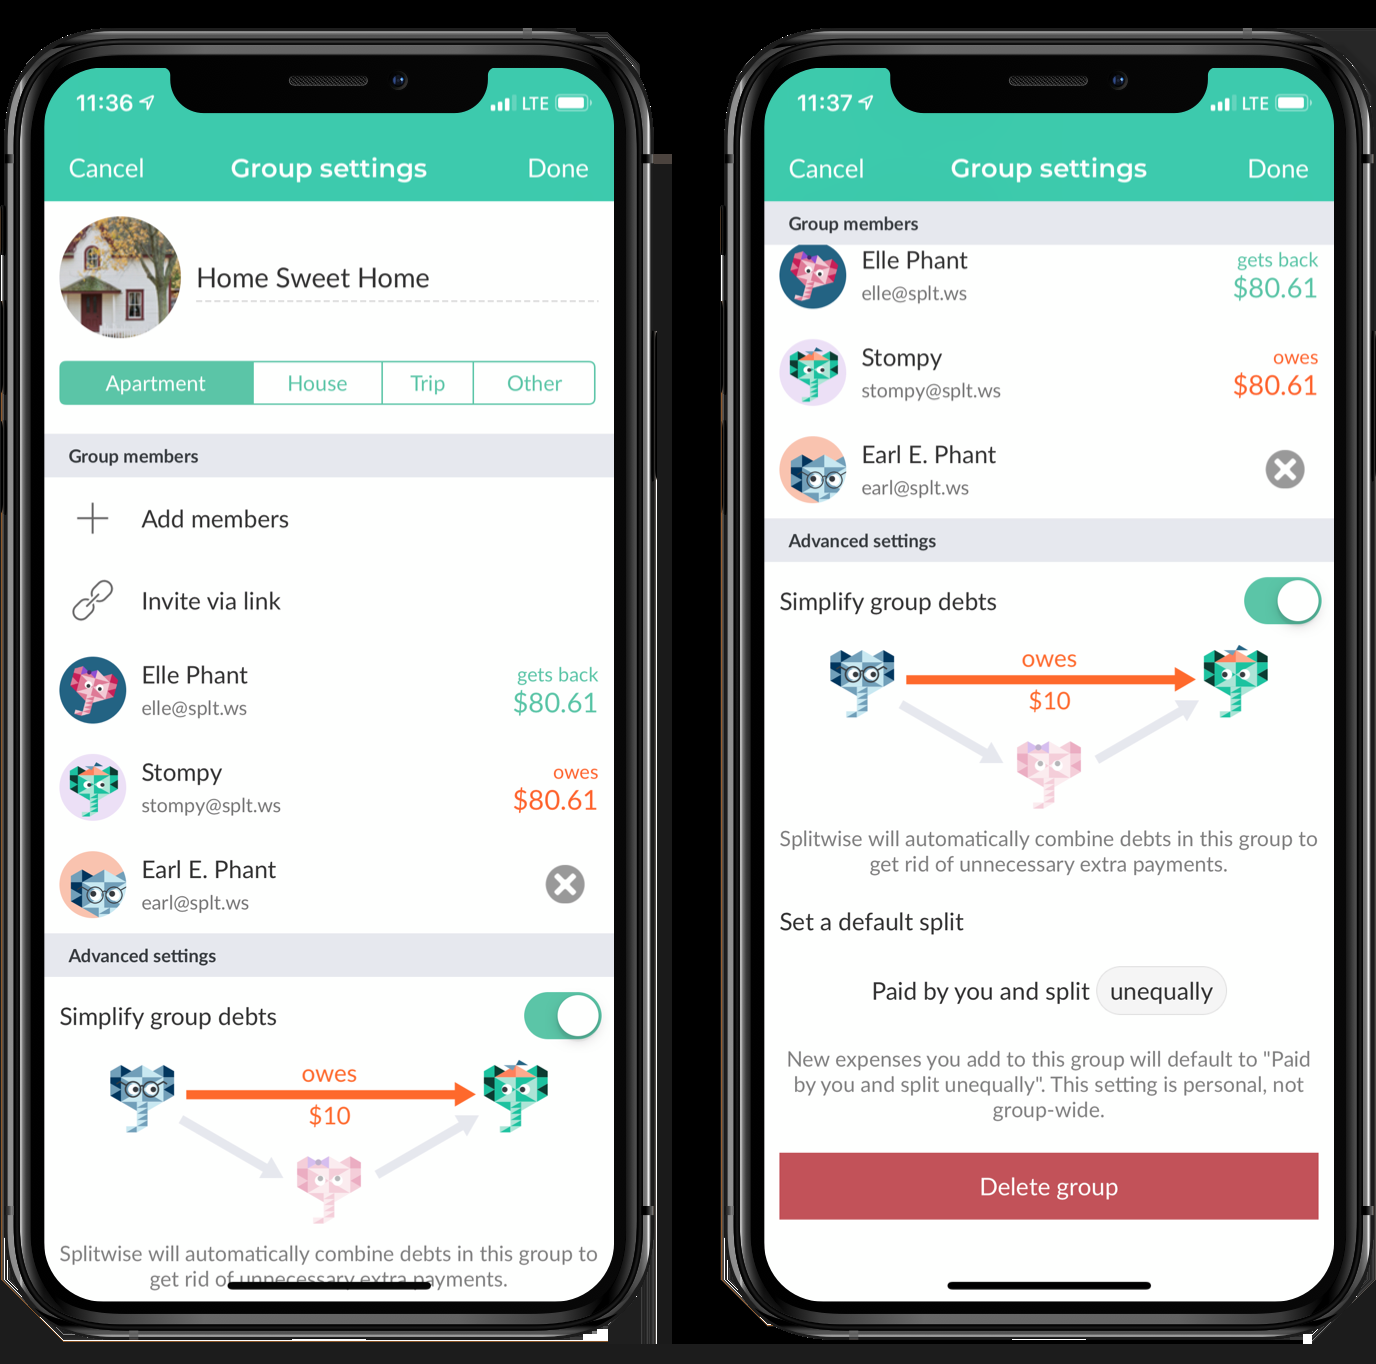 11:36
LTE
Cancel
Group settings
Done
Home Sweet Home
Apartment
House
Trip
Other
Group members
Add members
Invite via link
Elle Phant
elle@splt.ws
gets back
$80.61
Stompy
stompy@splt.ws
owes
$80.61
Earl E. Phant
earl@splt.ws
Advanced settings
Simplify group debts
owes
$10
Splitwise will automatically combine debts in this group to
get rid of unnecessary extra payments.
11:37
LTE
Cancel
Group settings
Done
Group members
Elle Phant
elle@splt.ws
gets back
$80.61
Stompy
stompy@splt.ws
owes
$80.61
Earl E. Phant
earl@splt.ws
Advanced settings
Simplify group debts
owes
$10
Splitwise will automatically combine debts in this group to
get rid of unnecessary extra payments.
Set a default split
Paid by you and split unequally
New expenses you add to this group will default to "Paid
by you and split unequally". This setting is personal, not
group-wide.
Delete group